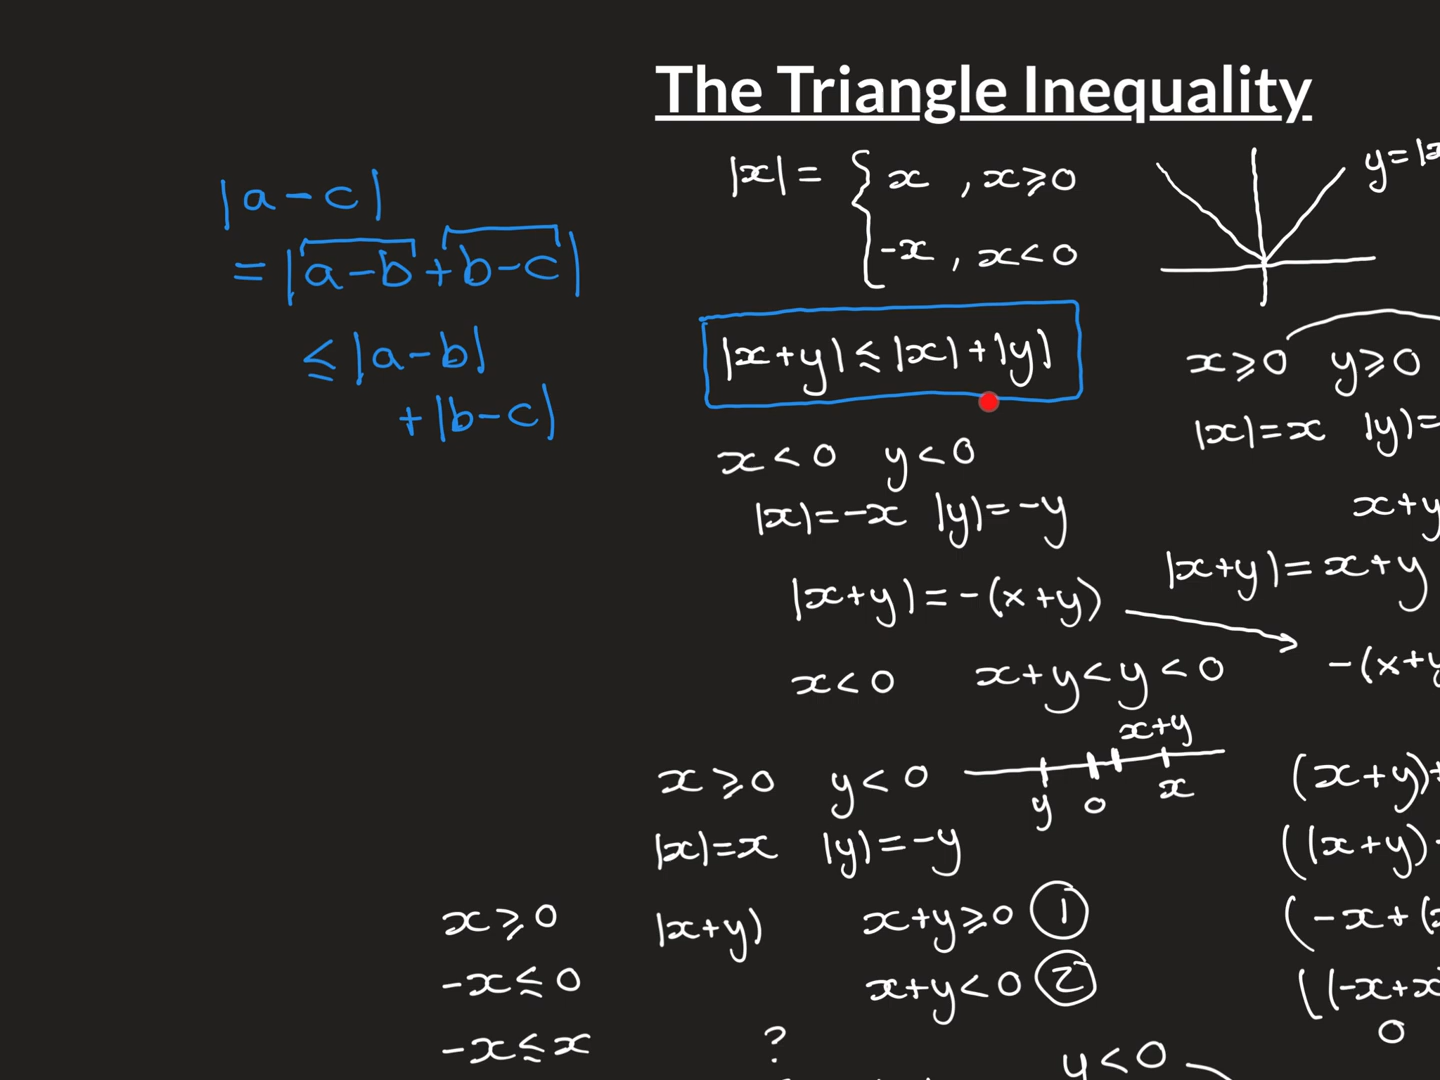 The Triangle Inequality
|a-c|
=|a-b+b-c|
≤|a-b|
+|b-c|
|x|= { x , x≥0
-x , x<0
y=|x
|x+y|≤|x|+|y|
x≥0 y≥0
|x|=x |y|=
x+y
|x+y|=x+y
x<0 y<0
|x|=-x |y|=-y
|x+y|=-(x+y)
-(x+y
x<0 x+y<y<0
x≥0 y<0
x+y
y 0 x
|x|=x |y|=-y
|x+y| x+y≥0 ①
x+y<0 ②
x≥0
-x≤0
-x≤x
?
y<0
(x+y)+
(|x+y)-
(-x+(x
((-x+x
0